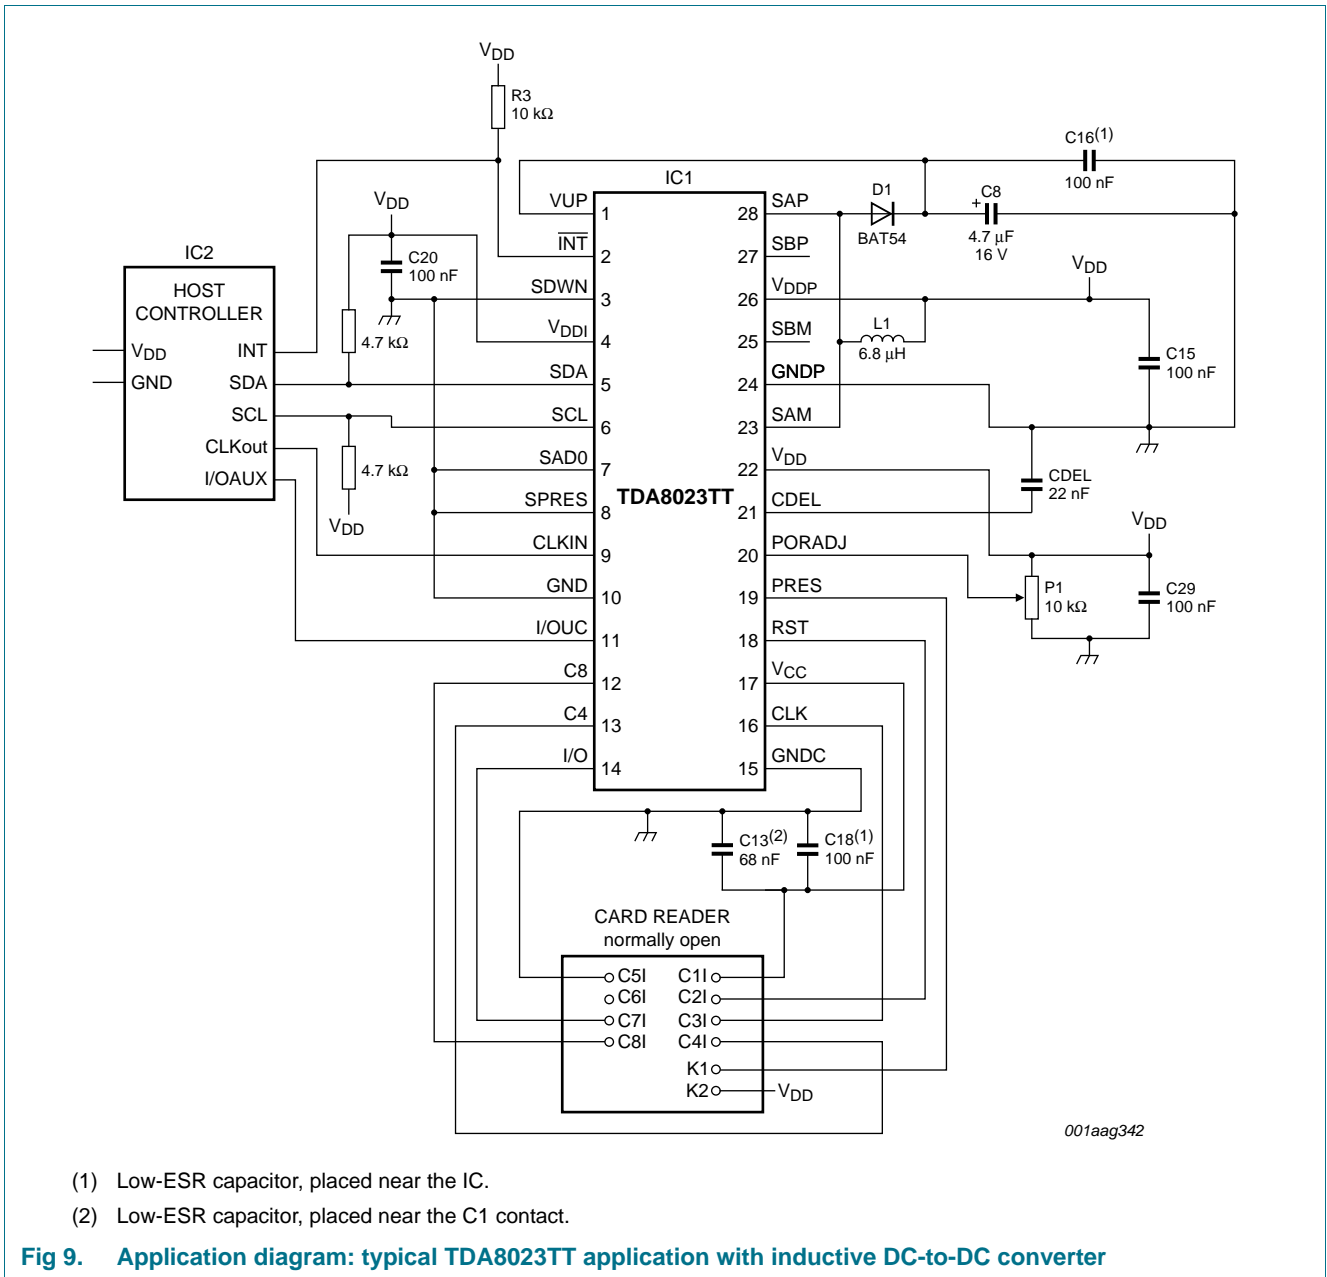 VDD
R3
10 kΩ
C16(1)
100 nF
IC1
VUP
1
INT
2
SDWN
3
VDDI
4
SDA
5
SCL
6
SAD0
7
SPRES
8
CLKIN
9
GND
10
I/OUC
11
C8
12
C4
13
I/O
14
TDA8023TT
28
SAP
27
SBP
26
VDDP
25
SBM
24
GNDP
23
SAM
22
VDD
21
CDEL
20
PORADJ
19
PRES
18
RST
17
VCC
16
CLK
15
GNDC
D1
BAT54
+
C8
4.7 μF
16 V
VDD
L1
6.8 μH
C15
100 nF
CDEL
22 nF
VDD
P1
10 kΩ
C29
100 nF
VDD
C20
100 nF
4.7 kΩ
4.7 kΩ
VDD
IC2
HOST
CONTROLLER
VDD
GND
INT
SDA
SCL
CLKout
I/OAUX
C13(2)
68 nF
C18(1)
100 nF
CARD READER
normally open
C5I
C1I
C6I
C2I
C7I
C3I
C8I
C4I
K1
K2
VDD
001aag342
(1) Low-ESR capacitor, placed near the IC.
(2) Low-ESR capacitor, placed near the C1 contact.
Fig 9. Application diagram: typical TDA8023TT application with inductive DC-to-DC converter